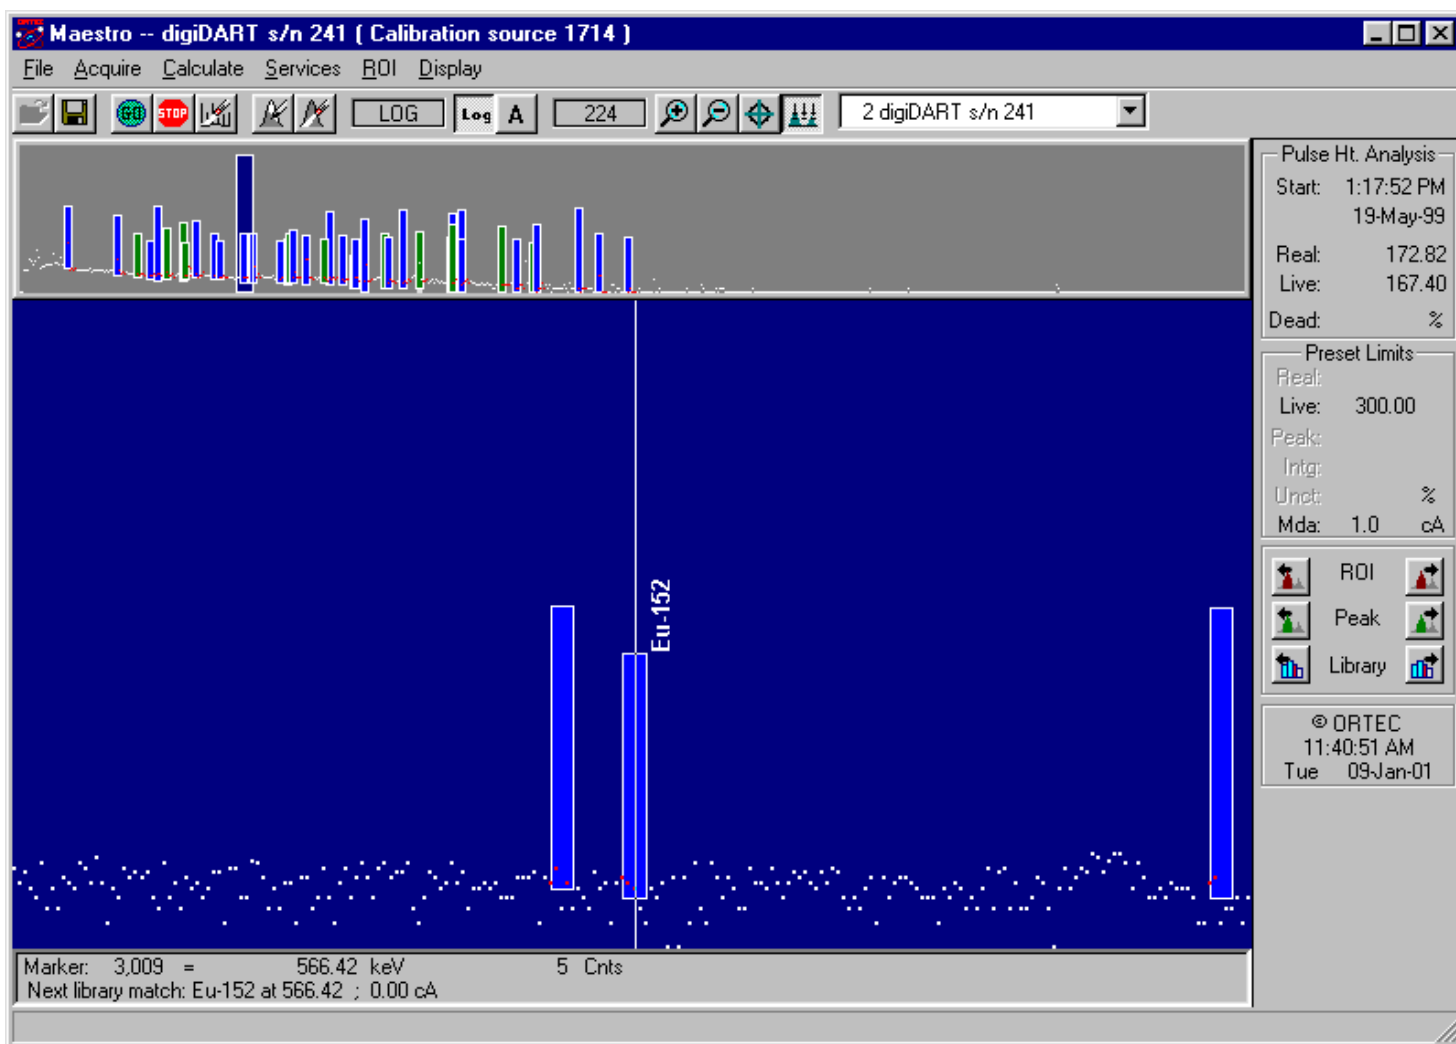 Maestro -- digiDART s/n 241 ( Calibration source 1714 )
File Acquire Calculate Services ROI Display
GO STOP LOG Log A 224 2 digiDART s/n 241
Pulse Ht. Analysis
Start: 1:17:52 PM
19-May-99
Real: 172.82
Live: 167.40
Dead: %
Preset Limits
Real:
Live: 300.00
Peak:
Intg:
Unct: %
Mda: 1.0 cA
ROI
Peak
Library
© ORTEC
11:40:51 AM
Tue 09-Jan-01
Eu-152
Marker: 3,009 = 566.42 keV 5 Cnts
Next library match: Eu-152 at 566.42 ; 0.00 cA